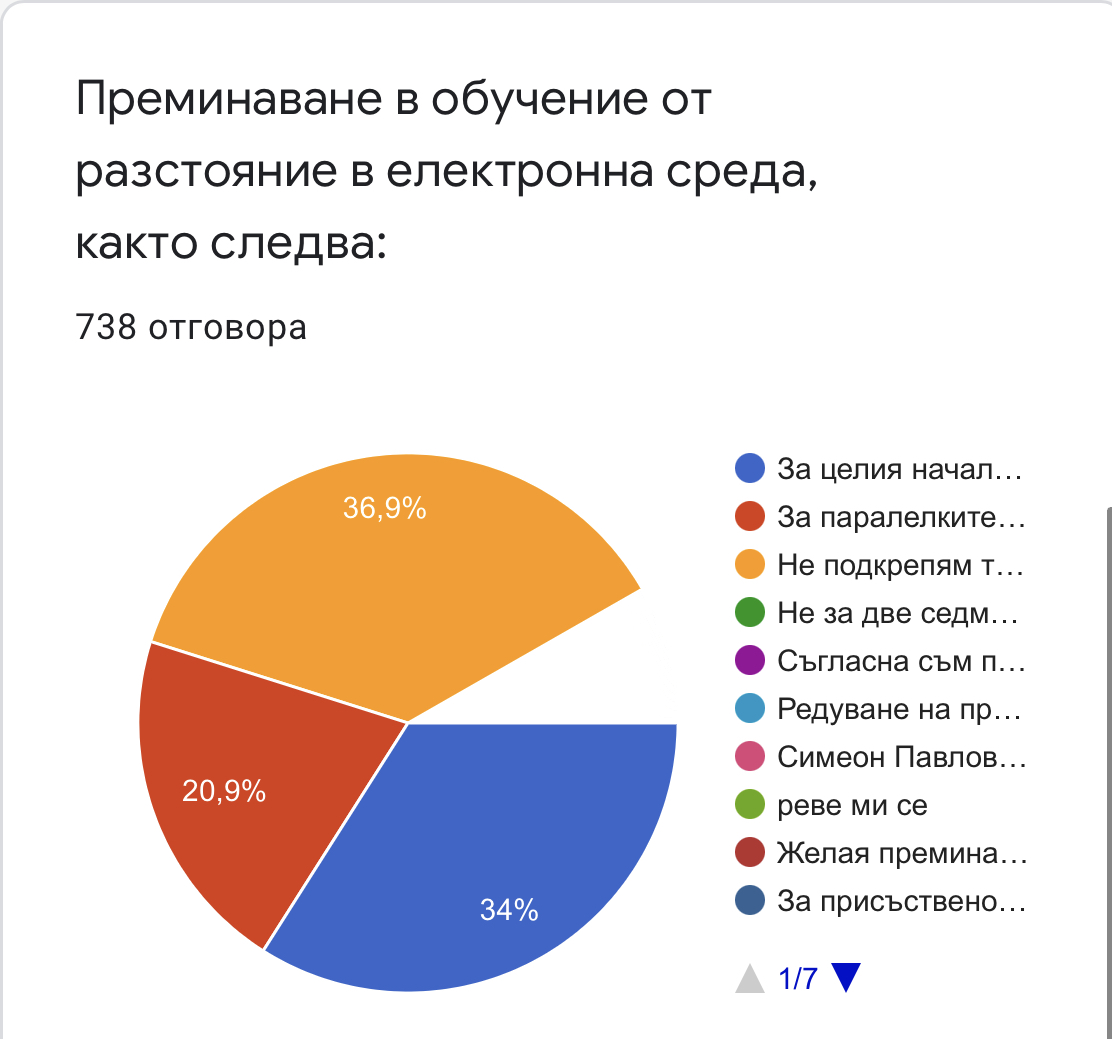 Преминаване в обучение от
разстояние в електронна среда,
както следва:
738 отговора
36,9%
20,9%
34%
За целия начал…
За паралелките…
Не подкрепям т…
Не за две седм…
Съгласна съм п…
Редуване на пр…
Симеон Павлов…
реве ми се
Желая премина…
За присъствено…
1/7